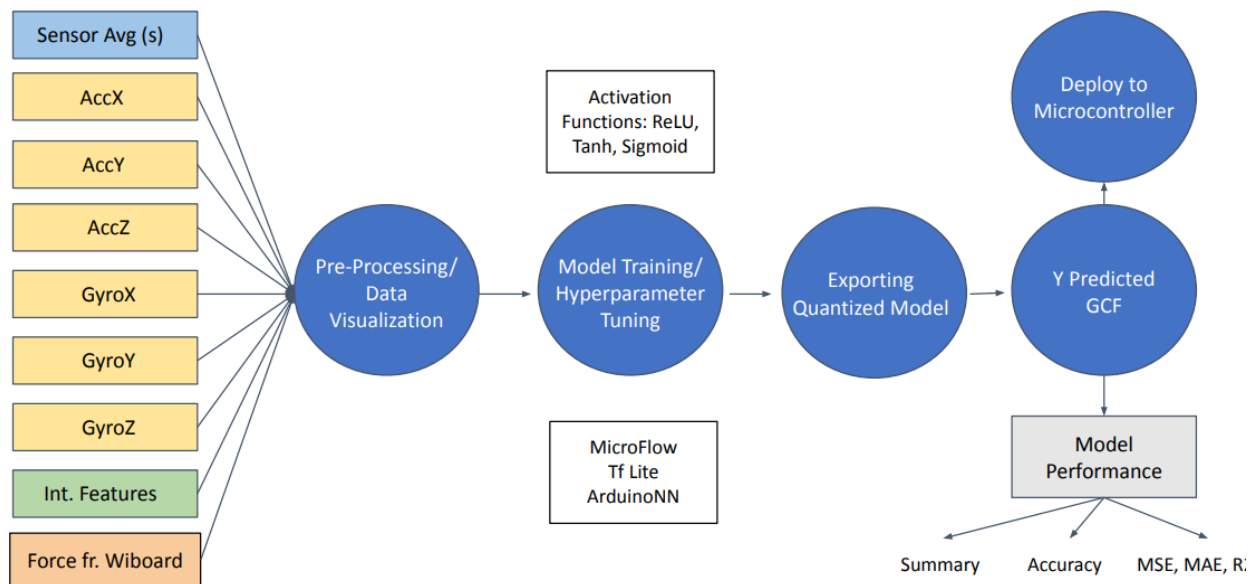 Sensor Avg (s)
AccX
AccY
AccZ
GyroX
GyroY
GyroZ
Int. Features
Force fr. Wiboard
Pre-Processing/
Data
Visualization
Activation
Functions: ReLU,
Tanh, Sigmoid
Model Training/
Hyperparameter
Tuning
MicroFlow
Tf Lite
ArduinoNN
Exporting
Quantized Model
Deploy to
Microcontroller
Y Predicted
GCF
Model
Performance
Summary
Accuracy
MSE, MAE, R2